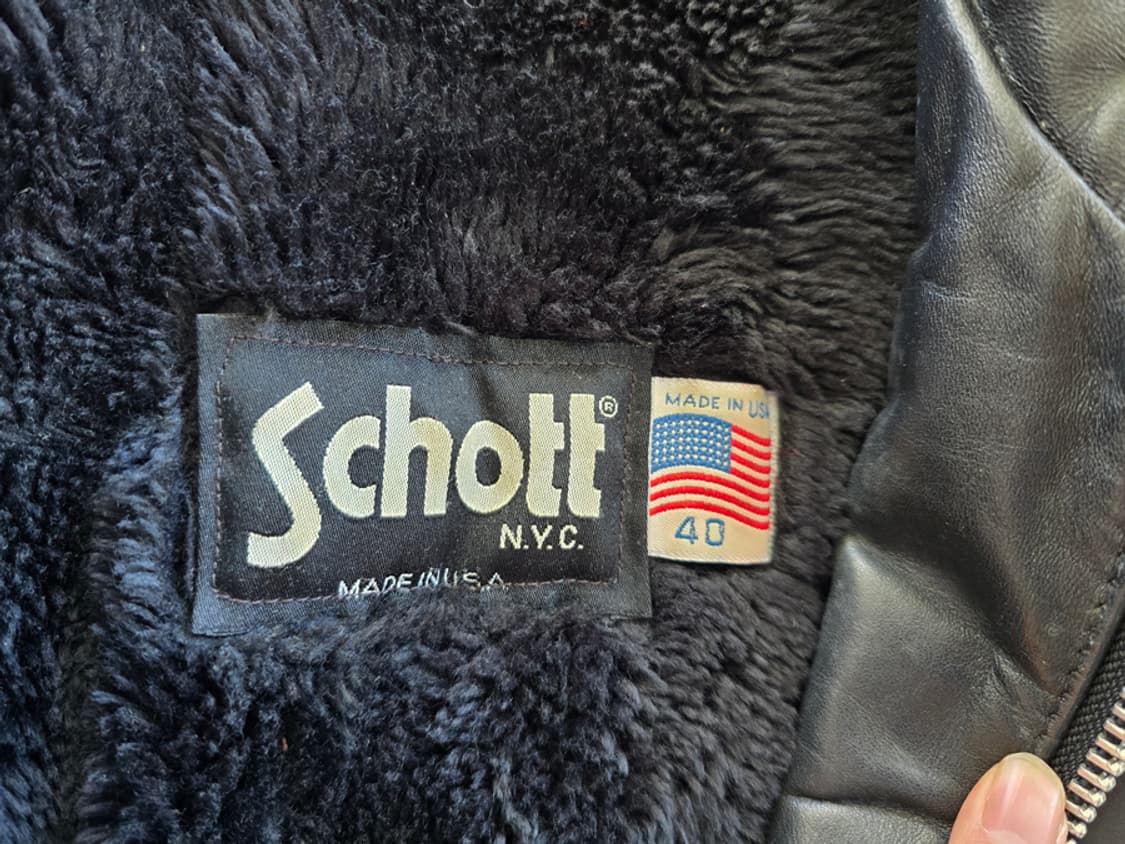 Schott®
N.Y.C.
MADE IN U.S.A.
MADE IN USA
40